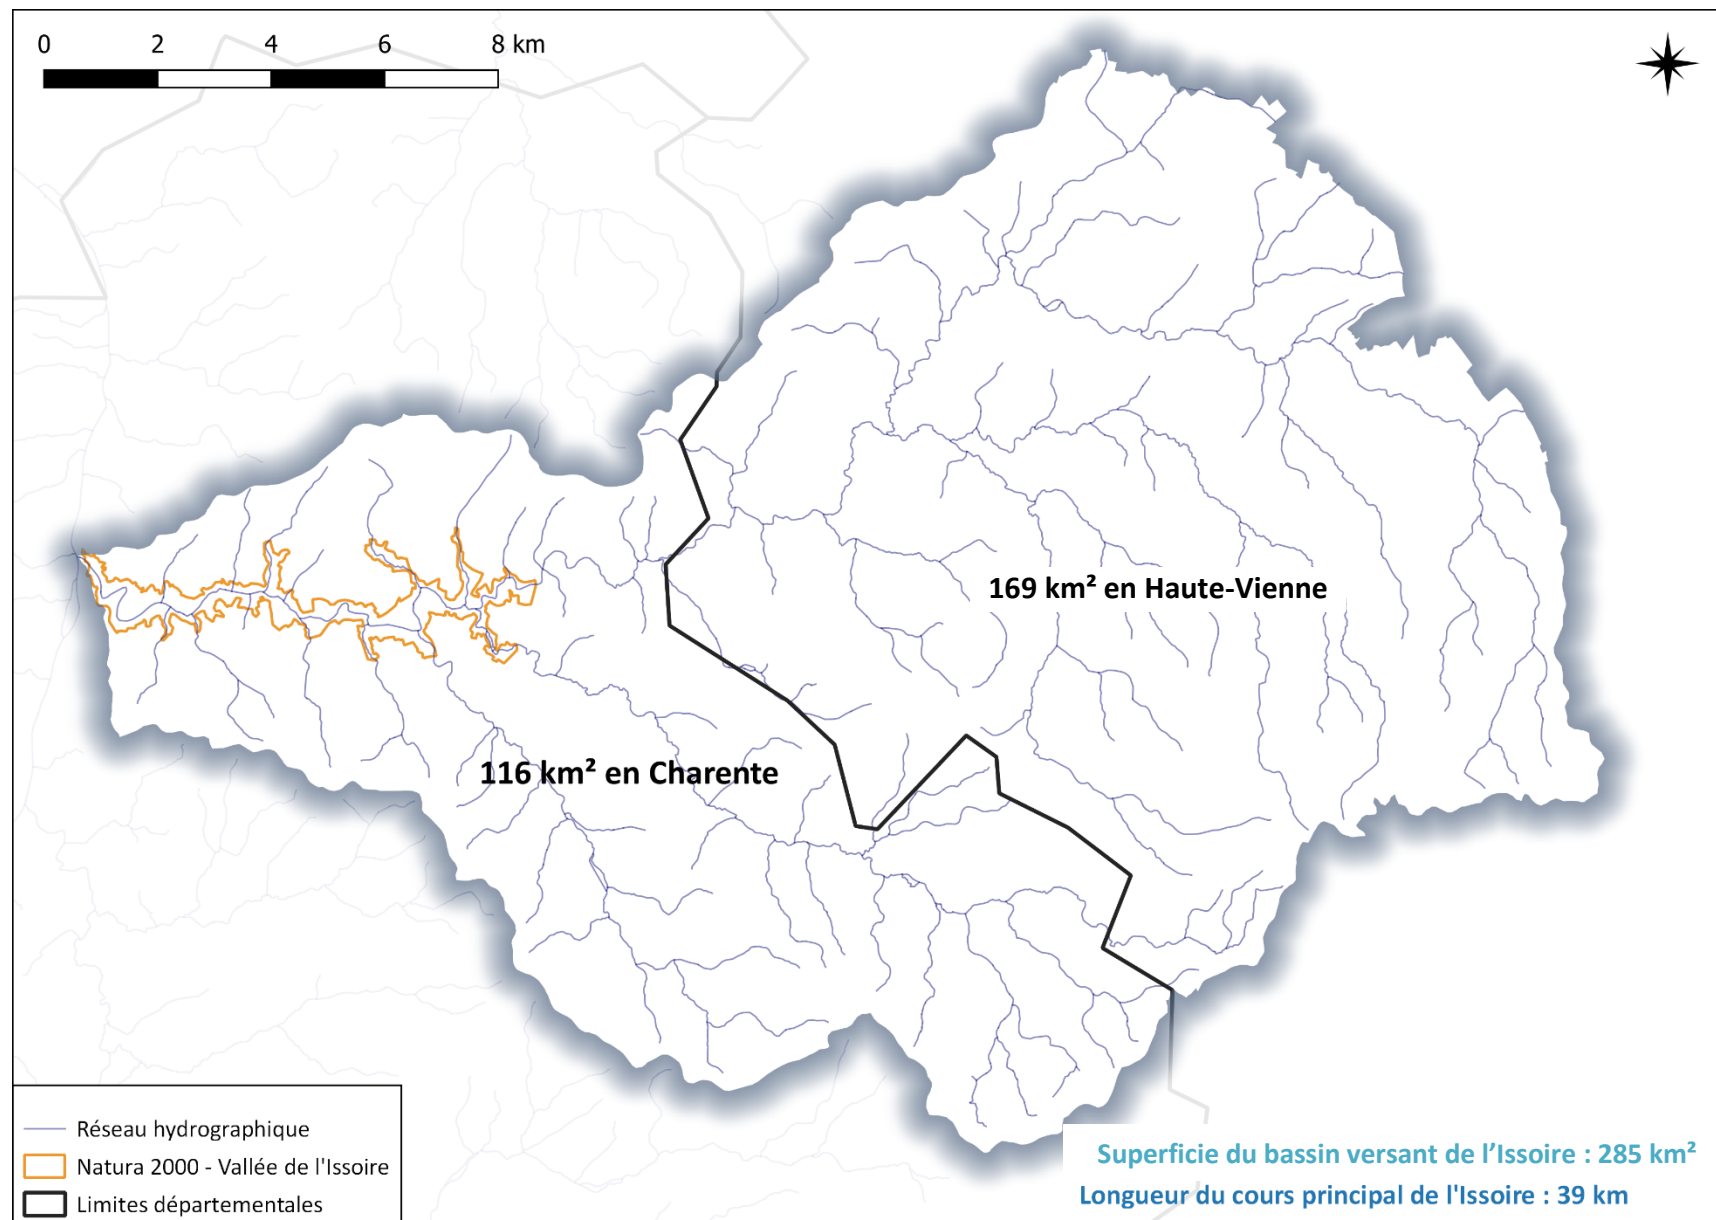 0 2 4 6 8 km
169 km² en Haute-Vienne
116 km² en Charente
Réseau hydrographique
Natura 2000 - Vallée de l'Issoire
Limites départementales
Superficie du bassin versant de l’Issoire : 285 km²
Longueur du cours principal de l'Issoire : 39 km